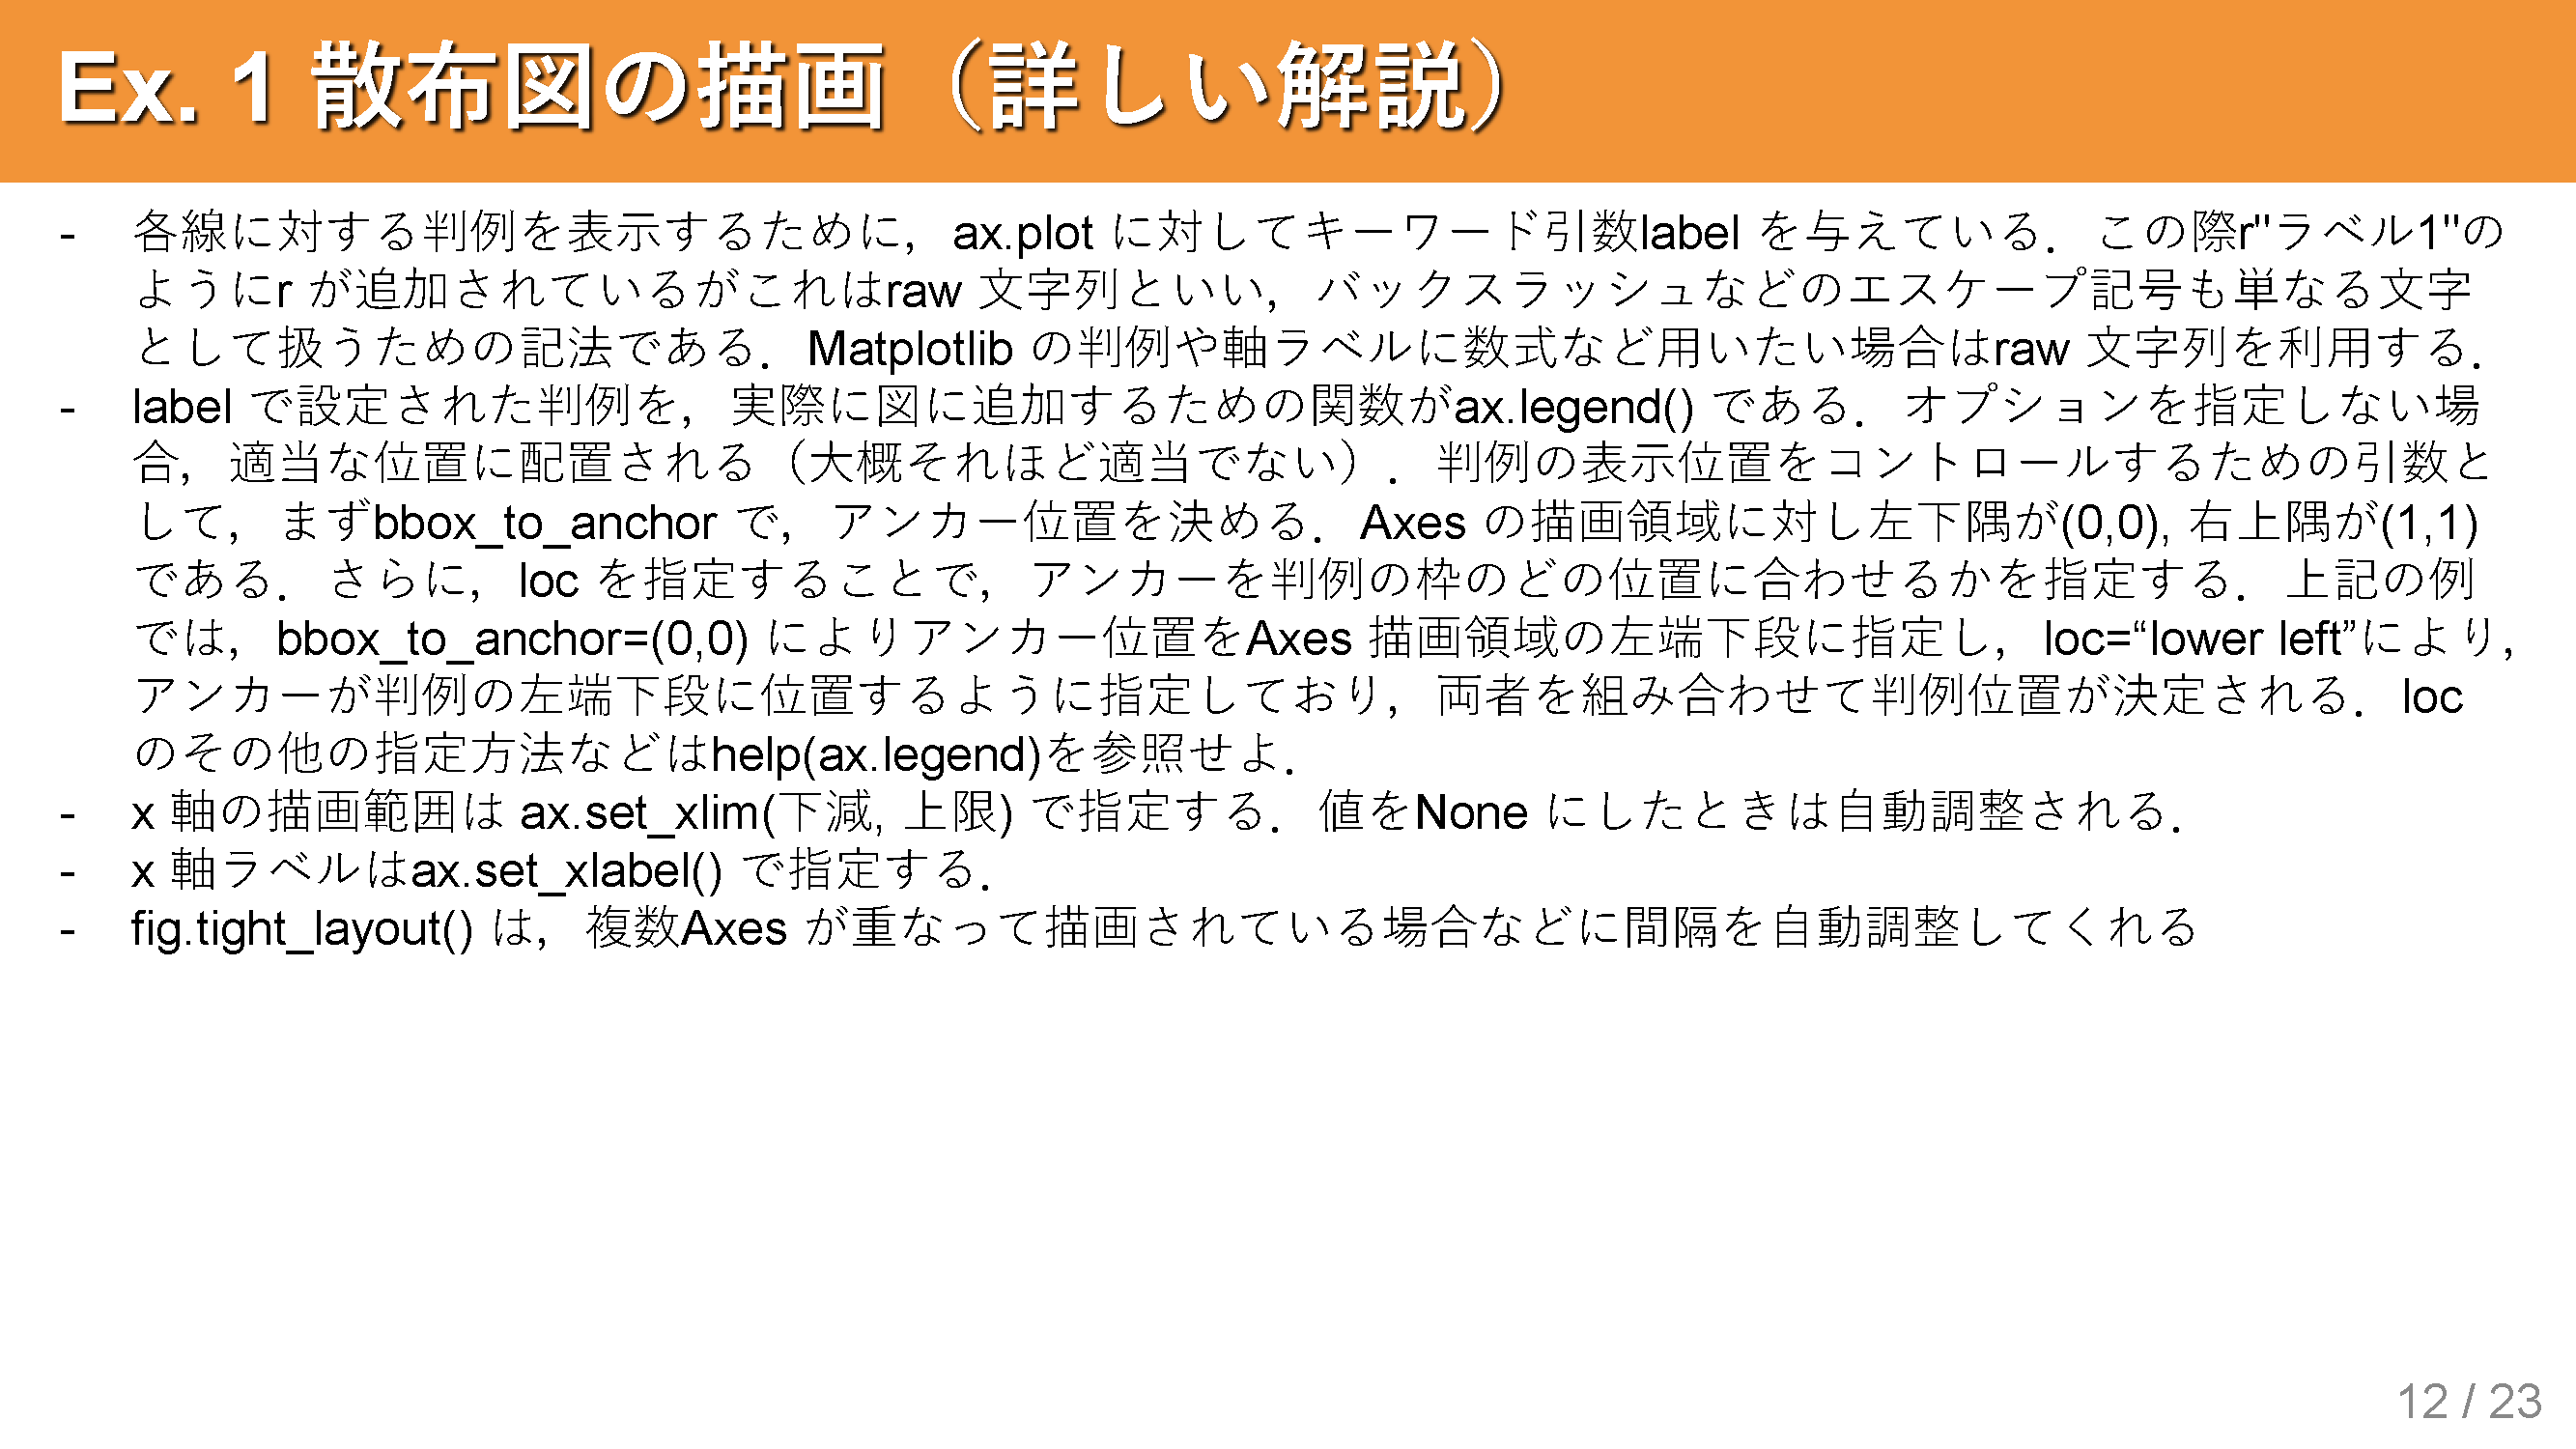 Ex. 1 散布図の描画（詳しい解説）
- 各線に対する判例を表示するために，ax.plot に対してキーワード引数label を与えている．この際r"ラベル1"の
ようにr が追加されているがこれはraw 文字列といい，バックスラッシュなどのエスケープ記号も単なる文字
として扱うための記法である．Matplotlib の判例や軸ラベルに数式など用いたい場合はraw 文字列を利用する．
- label で設定された判例を，実際に図に追加するための関数がax.legend() である．オプションを指定しない場
合，適当な位置に配置される（大概それほど適当でない）．判例の表示位置をコントロールするための引数と
して，まずbbox_to_anchor で，アンカー位置を決める．Axes の描画領域に対し左下隅が(0,0), 右上隅が(1,1)
である．さらに，loc を指定することで，アンカーを判例の枠のどの位置に合わせるかを指定する．上記の例
では，bbox_to_anchor=(0,0) によりアンカー位置をAxes 描画領域の左端下段に指定し，loc=“lower left”により，
アンカーが判例の左端下段に位置するように指定しており，両者を組み合わせて判例位置が決定される．loc
のその他の指定方法などはhelp(ax.legend)を参照せよ．
- x 軸の描画範囲は ax.set_xlim(下減, 上限) で指定する．値をNone にしたときは自動調整される．
- x 軸ラベルはax.set_xlabel() で指定する．
- fig.tight_layout() は，複数Axes が重なって描画されている場合などに間隔を自動調整してくれる
12 / 23